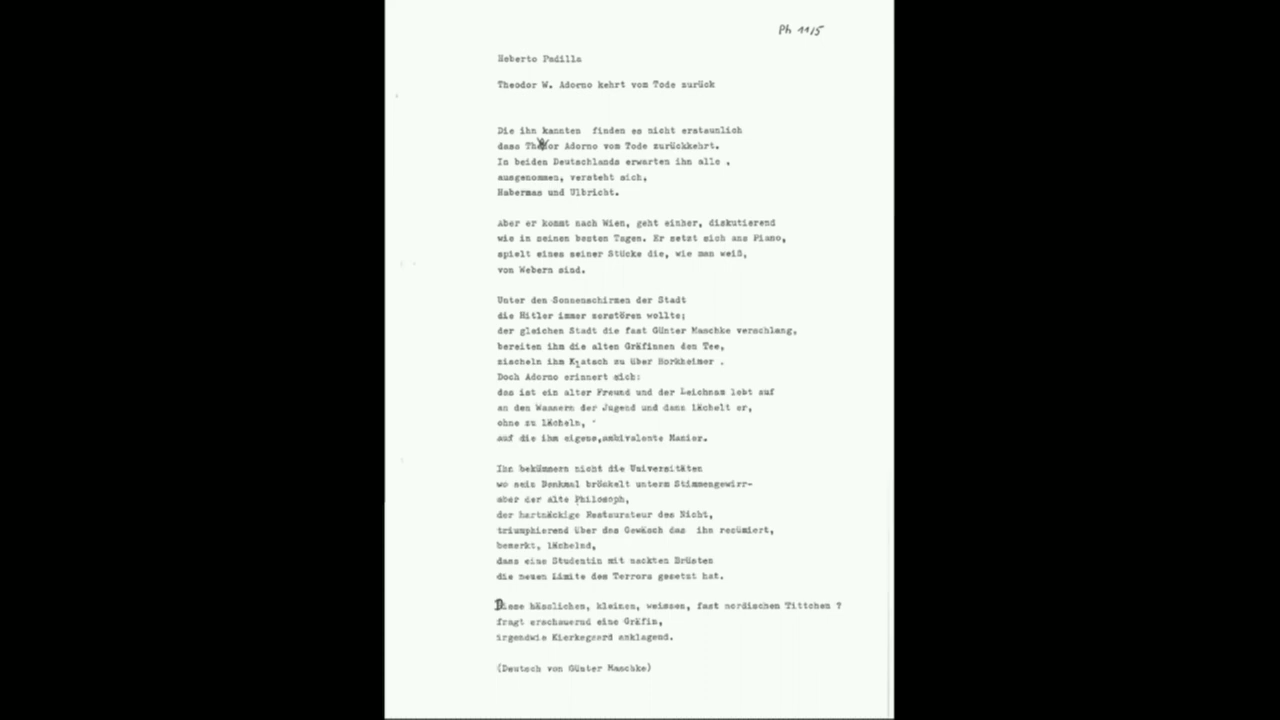 Ph 11/5
Heberto Padilla
Theodor W. Adorno kehrt vom Tode zurück
Die ihn kannten finden es nicht erstaunlich
dass Theodor Adorno vom Tode zurückkehrt.
In beiden Deutschlands erwarten ihn alle ,
ausgenommen, versteht sich,
Habermas und Ulbricht.
Aber er kommt nach Wien, geht einher, diskutierend
wie in seinen besten Tagen. Er setzt sich ans Piano,
spielt eines seiner Stücke die, wie man weiß,
von Webern sind.
Unter den Sonnenschirmen der Stadt
die Hitler immer zerstören wollte;
der gleichen Stadt die fast Günter Maschke verschlang,
bereiten ihm die alten Gräfinnen den Tee,
zischeln ihm Klatsch zu über Horkheimer .
Doch Adorno erinnert sich:
das ist ein alter Freund und der Leichnam lebt auf
an den Wassern der Jugend und dann lächelt er,
ohne zu lächeln,
auf die ihm eigene,ambivalente Manier.
Ihn bekümmern nicht die Universitäten
wo sein Denkmal bröckelt unterm Stimmengewirr-
aber der alte Philosoph,
der hartnäckige Restaurateur des Nicht,
triumphierend über das Gewäsch das ihn resümiert,
bemerkt, lächelnd,
dass eine Studentin mit nackten Brüsten
die neuen Limite des Terrors gesetzt hat.
Diese hässlichen, kleinen, weissen, fast nordischen Tittchen ?
fragt erschauernd eine Gräfin,
irgendwie Kierkegaard anklagend.
(Deutsch von Günter Maschke)